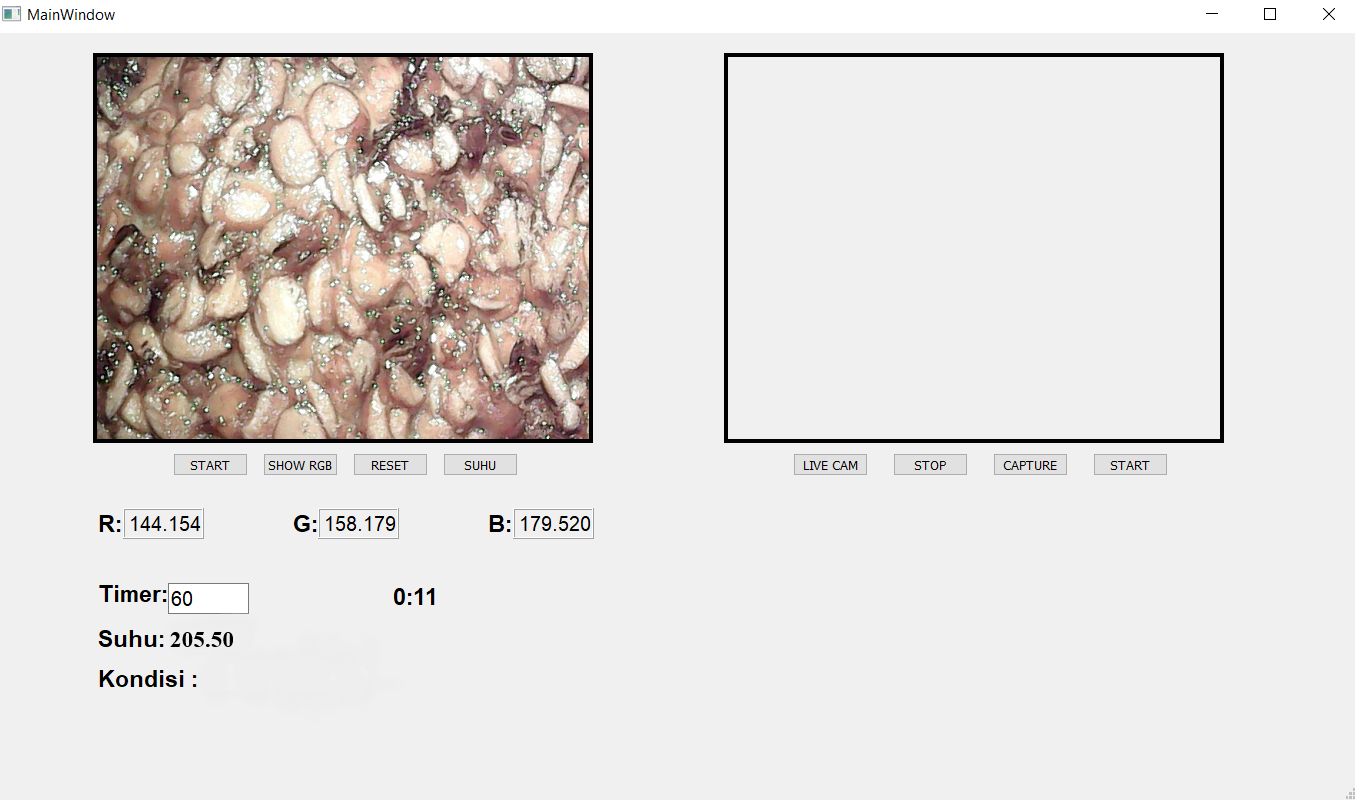 MainWindow
START SHOW RGB RESET SUHU
LIVE CAM STOP CAPTURE START
R: 144.154 G: 158.179 B: 179.520
Timer: 60 0:11
Suhu: 205.50
Kondisi :